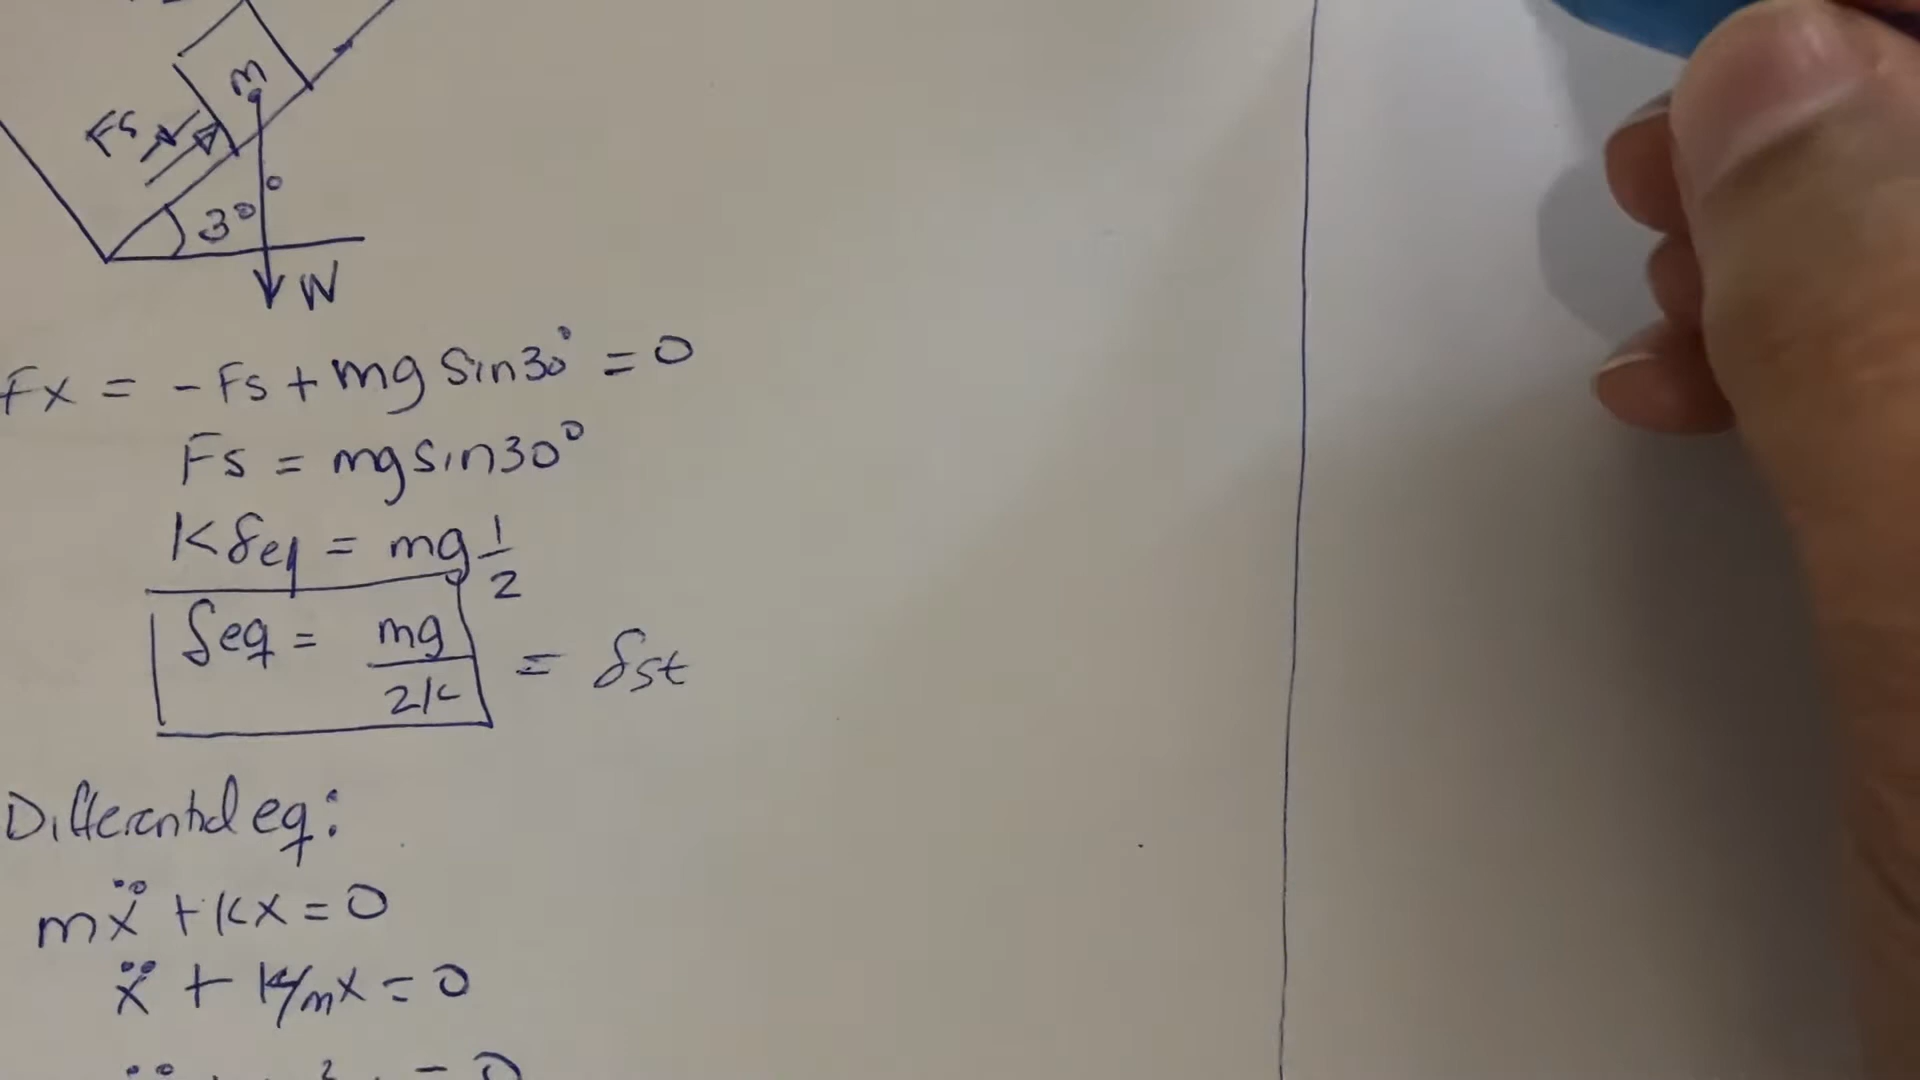 m
Fs
30
W
Fx = - Fs + mg Sin30° = 0
Fs = mg sin30°
K δeq = mg 1/2
δeq = mg/2k = δst
Differential eq:
mẍ + kx = 0
ẍ + k/m x = 0